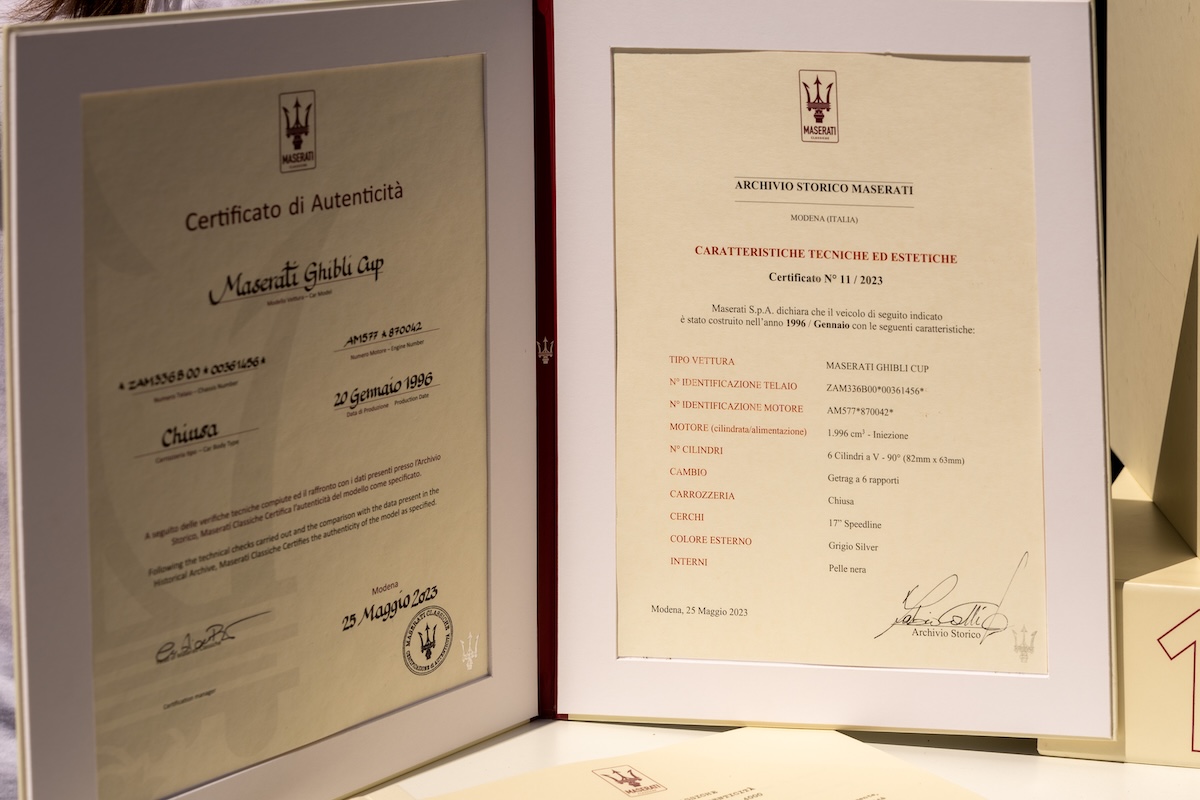 MASERATI
CLASSICHE
Certificato di Autenticità
Maserati Ghibli Cup
Modello Vettura – Car Model
AM577*870042
Numero Motore – Engine Number
*ZAM336B00*00361456*
Numero Telaio – Chassis Number
20 Gennaio 1996
Data di Produzione Production Date
Chiusa
Carrozzeria tipo – Car Body Type
A seguito delle verifiche tecniche compiute ed il raffronto con i dati presenti presso l'Archivio
Storico, Maserati Classiche Certifica l'autenticità del modello come specificato.
Following the technical checks carried out and the comparison with the data present in the
Historical Archive, Maserati Classiche Certifies the authenticity of the model as specified.
Modena
25 Maggio 2023
MASERATI CLASSICHE
Certification manager
MASERATI
CLASSICHE
ARCHIVIO STORICO MASERATI
MODENA (ITALIA)
CARATTERISTICHE TECNICHE ED ESTETICHE
Certificato N° 11 / 2023
Maserati S.p.A. dichiara che il veicolo di seguito indicato
è stato costruito nell'anno 1996 / Gennaio con le seguenti caratteristiche:
TIPO VETTURA MASERATI GHIBLI CUP
N° IDENTIFICAZIONE TELAIO ZAM336B00*00361456*
N° IDENTIFICAZIONE MOTORE AM577*870042*
MOTORE (cilindrata/alimentazione) 1.996 cm³ - Iniezione
N° CILINDRI 6 Cilindri a V - 90° (82mm x 63mm)
CAMBIO Getrag a 6 rapporti
CARROZZERIA Chiusa
CERCHI 17" Speedline
COLORE ESTERNO Grigio Silver
INTERNI Pelle nera
Modena, 25 Maggio 2023
Archivio Storico
MASERATI
1